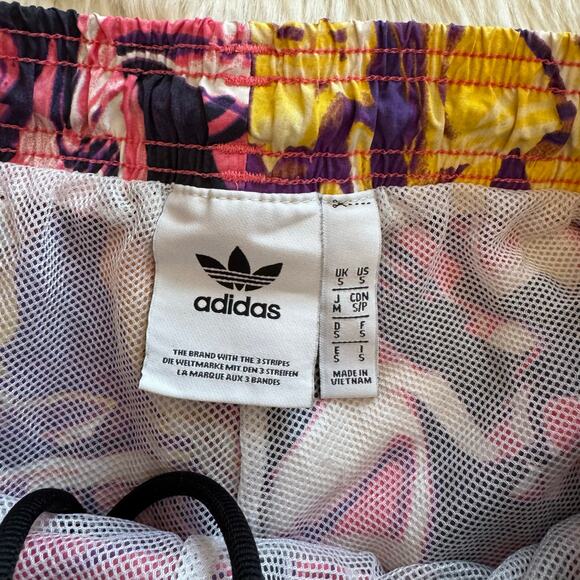 adidas
THE BRAND WITH THE 3 STRIPES
DIE WELTMARKE MIT DEN 3 STREIFEN
LA MARQUE AUX 3 BANDES
UK US
S S
J CDN
M S/P
D F
S S
E I
S S
MADE IN
VIETNAM